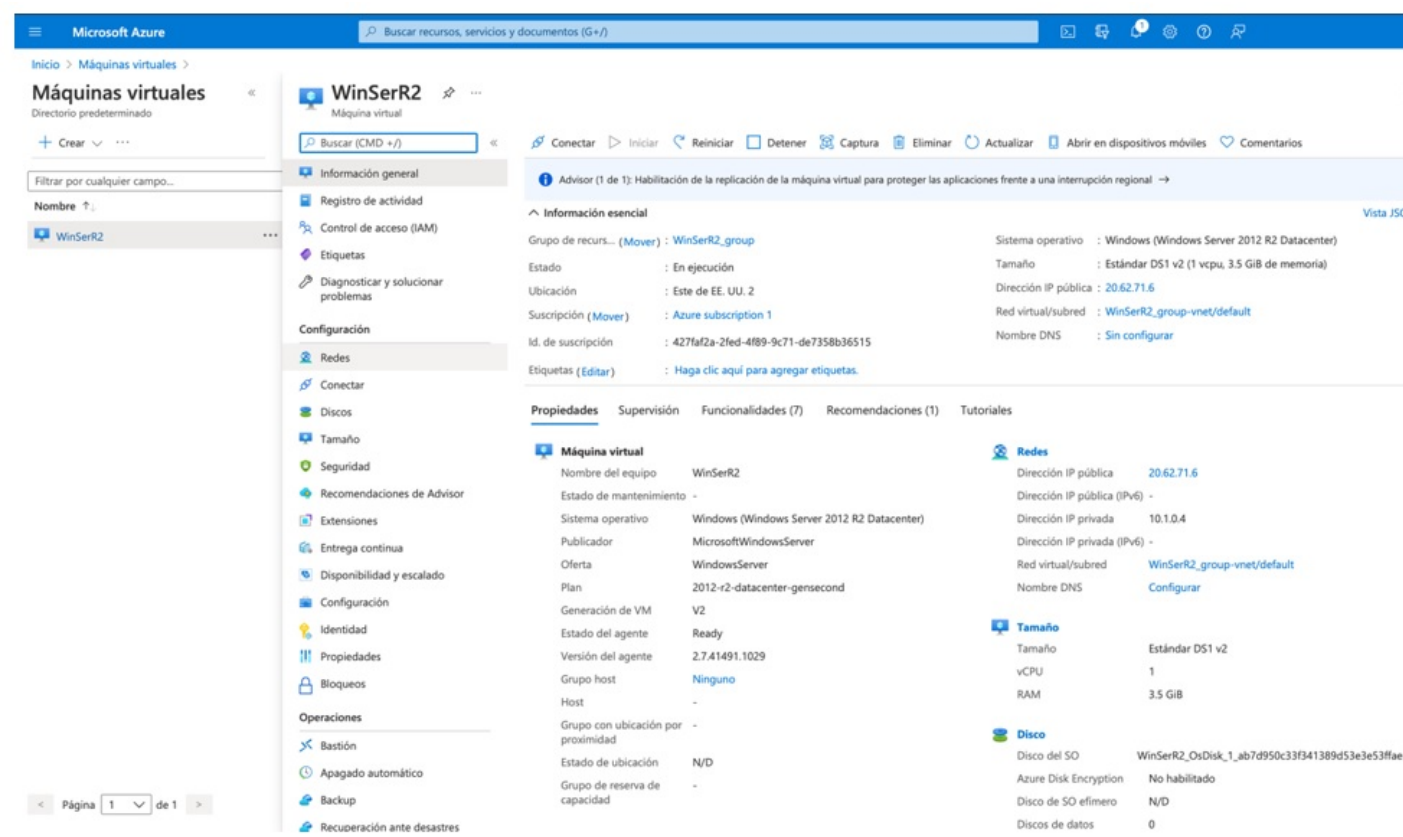 Microsoft Azure
Buscar recursos, servicios y documentos (G+/)
1
Inicio > Máquinas virtuales >
Máquinas virtuales
Directorio predeterminado
+ Crear
Filtrar por cualquier campo...
Nombre ↑↓
WinSerR2
Página 1 de 1
WinSerR2
Máquina virtual
Buscar (CMD +/)
Información general
Registro de actividad
Control de acceso (IAM)
Etiquetas
Diagnosticar y solucionar
problemas
Configuración
Redes
Conectar
Discos
Tamaño
Seguridad
Recomendaciones de Advisor
Extensiones
Entrega continua
Disponibilidad y escalado
Configuración
Identidad
Propiedades
Bloqueos
Operaciones
Bastión
Apagado automático
Backup
Recuperación ante desastres
Conectar Iniciar Reiniciar Detener Captura Eliminar Actualizar Abrir en dispositivos móviles Comentarios
Advisor (1 de 1): Habilitación de la replicación de la máquina virtual para proteger las aplicaciones frente a una interrupción regional →
Información esencial
Vista JSO
Grupo de recurs... (Mover) : WinSerR2_group
Estado : En ejecución
Ubicación : Este de EE. UU. 2
Suscripción (Mover) : Azure subscription 1
Id. de suscripción : 427faf2a-2fed-4f89-9c71-de7358b36515
Etiquetas (Editar) : Haga clic aquí para agregar etiquetas.
Sistema operativo : Windows (Windows Server 2012 R2 Datacenter)
Tamaño : Estándar DS1 v2 (1 vcpu, 3.5 GiB de memoria)
Dirección IP pública : 20.62.71.6
Red virtual/subred : WinSerR2_group-vnet/default
Nombre DNS : Sin configurar
Propiedades Supervisión Funcionalidades (7) Recomendaciones (1) Tutoriales
Máquina virtual
Nombre del equipo WinSerR2
Estado de mantenimiento -
Sistema operativo Windows (Windows Server 2012 R2 Datacenter)
Publicador MicrosoftWindowsServer
Oferta WindowsServer
Plan 2012-r2-datacenter-gensecond
Generación de VM V2
Estado del agente Ready
Versión del agente 2.7.41491.1029
Grupo host Ninguno
Host -
Grupo con ubicación por -
proximidad
Estado de ubicación N/D
Grupo de reserva de -
capacidad
Redes
Dirección IP pública 20.62.71.6
Dirección IP pública (IPv6) -
Dirección IP privada 10.1.0.4
Dirección IP privada (IPv6) -
Red virtual/subred WinSerR2_group-vnet/default
Nombre DNS Configurar
Tamaño
Tamaño Estándar DS1 v2
vCPU 1
RAM 3.5 GiB
Disco
Disco del SO WinSerR2_OsDisk_1_ab7d950c33f341389d53e3e53ffae
Azure Disk Encryption No habilitado
Disco de SO efímero N/D
Discos de datos 0